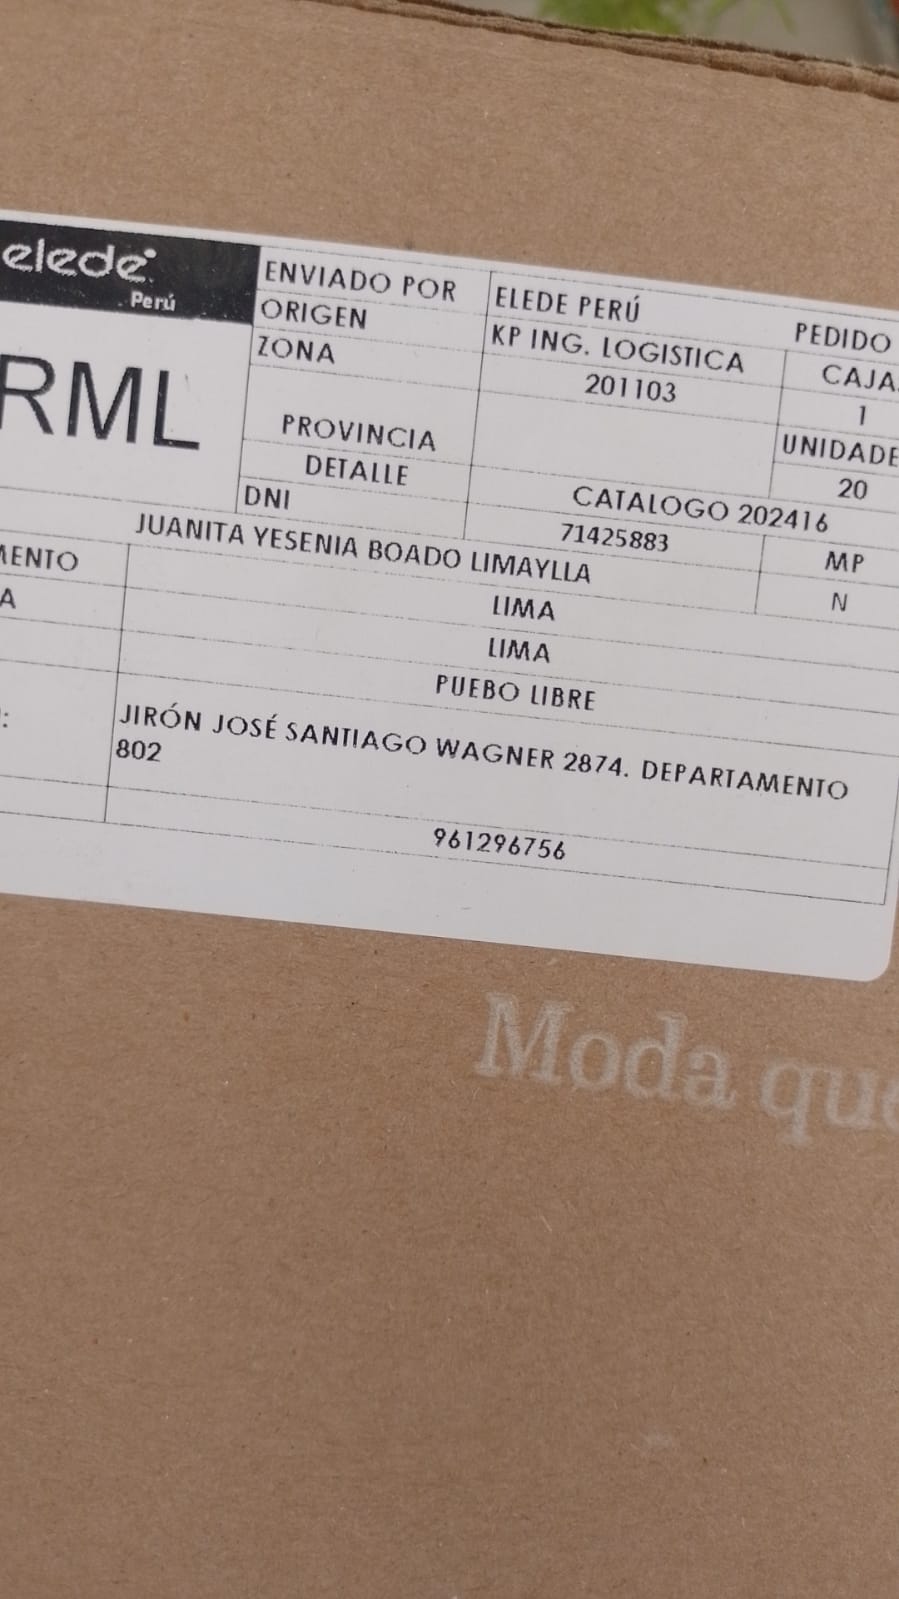 elede
Perú
RML
ENVIADO POR
ELEDE PERÚ
PEDIDO
ORIGEN
KP ING. LOGISTICA
CAJA
ZONA
201103
1
PROVINCIA
UNIDADE
DETALLE
CATALOGO 202416
20
DNI
71425883
MP
JUANITA YESENIA BOADO LIMAYLLA
N
MENTO
LIMA
A
LIMA
PUEBO LIBRE
:
JIRÓN JOSÉ SANTIAGO WAGNER 2874. DEPARTAMENTO
802
961296756
Moda que